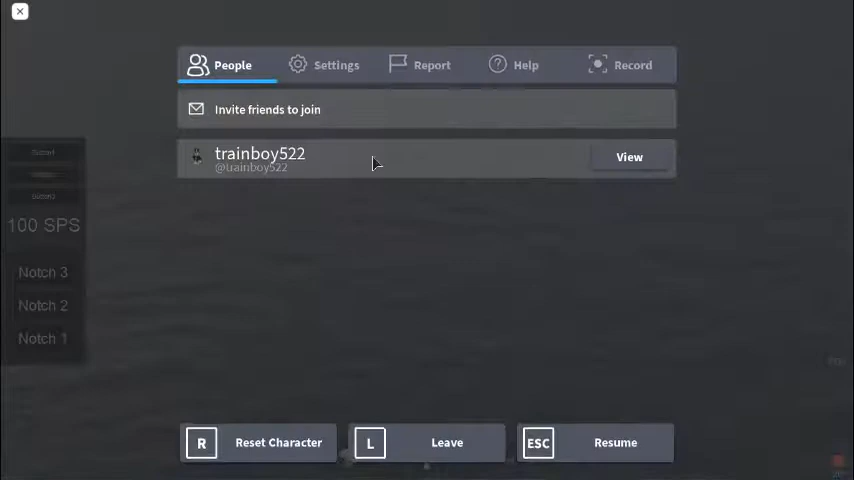 People
Settings
Report
Help
Record
Invite friends to join
trainboy522
@trainboy522
View
100 SPS
Notch 3
Notch 2
Notch 1
R Reset Character
L Leave
ESC Resume